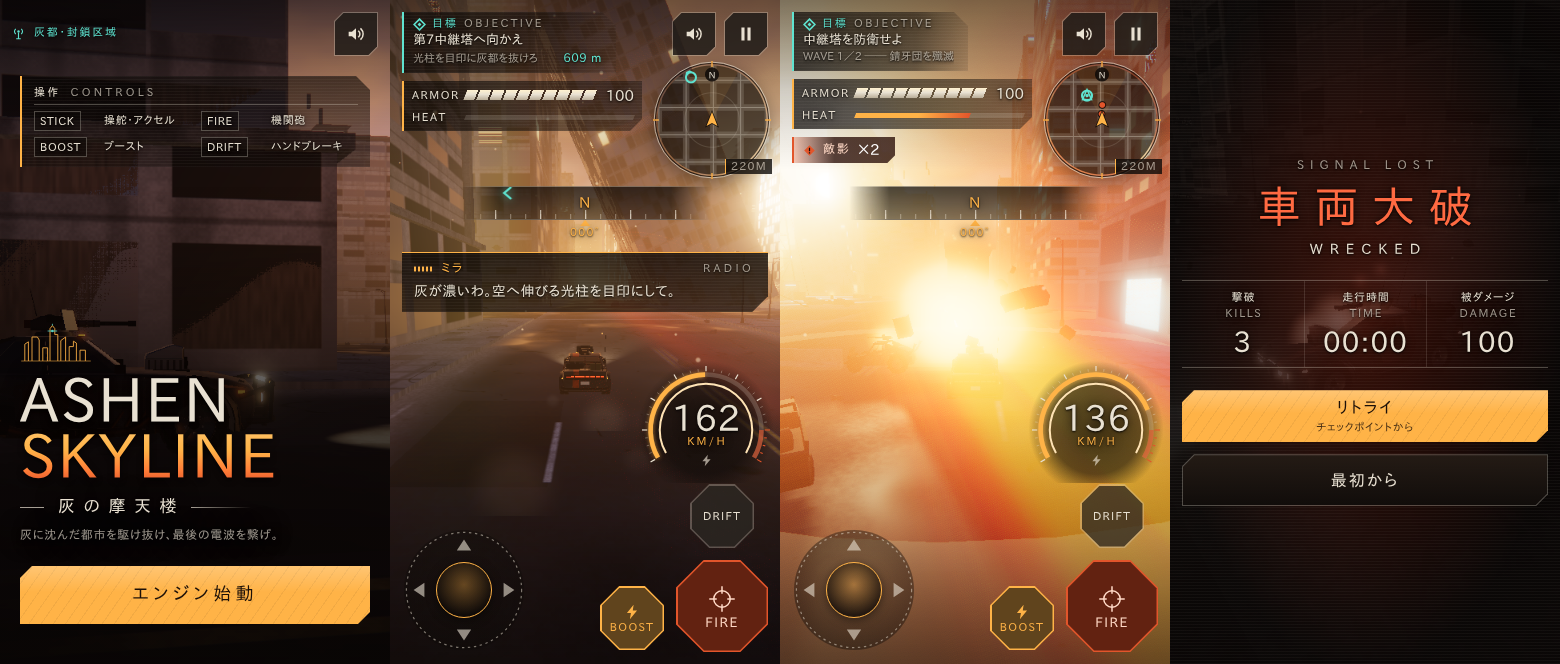 灰都・封鎖区域
操作 CONTROLS
STICK 操舵・アクセル FIRE 機関砲
BOOST ブースト DRIFT ハンドブレーキ
ASHEN
SKYLINE
灰の摩天楼
灰に沈んだ都市を駆け抜け、最後の電波を繋げ。
エンジン始動
目標 OBJECTIVE
第7中継塔へ向かえ
光柱を目印に灰都を抜けろ 609 m
ARMOR 100
HEAT
N
220M
N
000°
ミラ RADIO
灰が濃いわ。空へ伸びる光柱を目印にして。
162
KM/H
DRIFT
BOOST
FIRE
目標 OBJECTIVE
中継塔を防衛せよ
WAVE 1／2── 錆牙団を殲滅
ARMOR 100
HEAT
敵影 ×2
N
220M
N
000°
136
KM/H
DRIFT
BOOST
FIRE
SIGNAL LOST
車両大破
WRECKED
撃破 走行時間 被ダメージ
KILLS TIME DAMAGE
3 00:00 100
リトライ
チェックポイントから
最初から